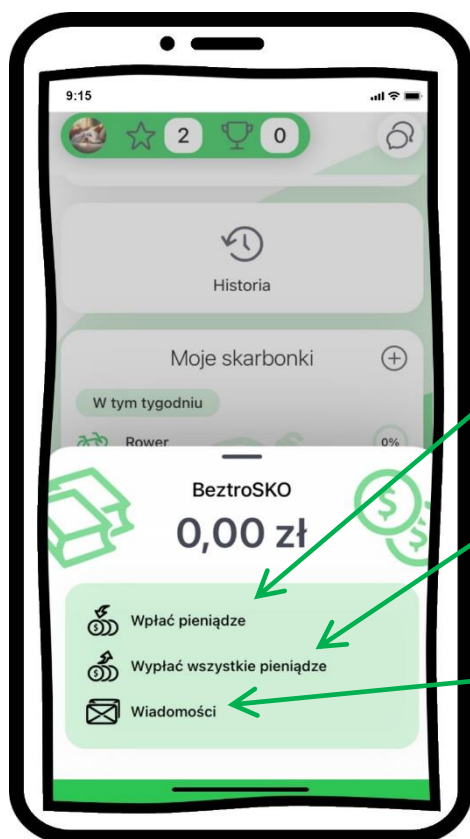 9:15
2
0
Historia
Moje skarbonki
W tym tygodniu
Rower
0%
BeztroSKO
0,00 zł
Wpłać pieniądze
Wypłać wszystkie pieniądze
Wiadomości